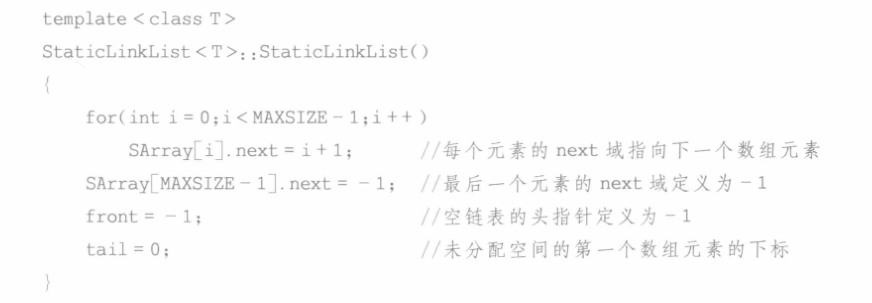 template <class T>
StaticLinkList<T>::StaticLinkList()
{
    for(int i=0;i<MAXSIZE-1;i++)
        SArray[i].next=i+1;    //每个元素的 next 域指向下一个数组元素
    SArray[MAXSIZE-1].next= -1;    //最后一个元素的 next 域定义为-1
    front= -1;    //空链表的头指针定义为-1
    tail=0;    //未分配空间的第一个数组元素的下标
}